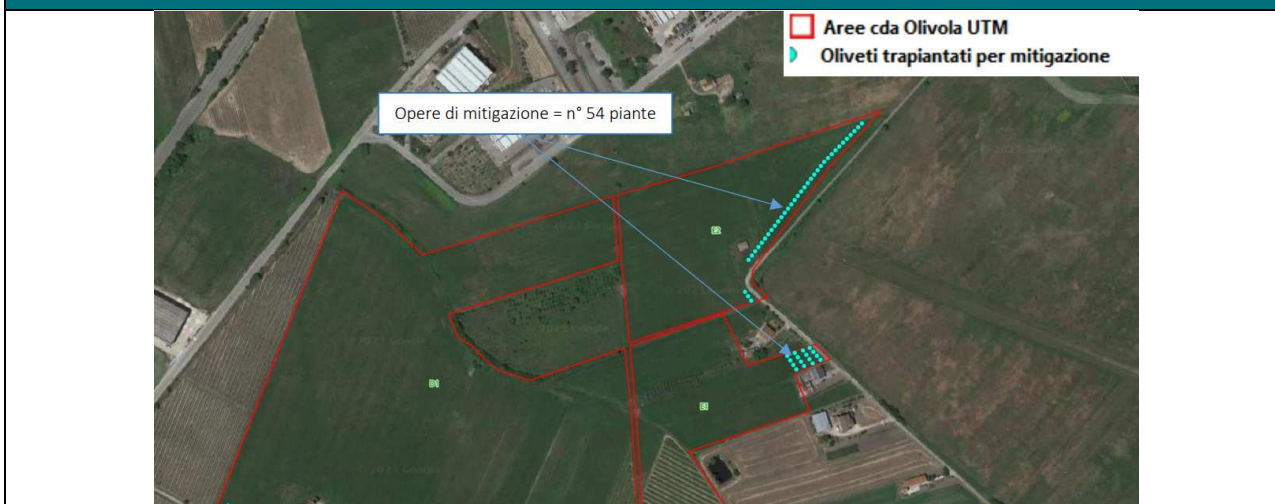 Aree cda Olivola UTM
Oliveti trapiantati per mitigazione
Opere di mitigazione = n° 54 piante